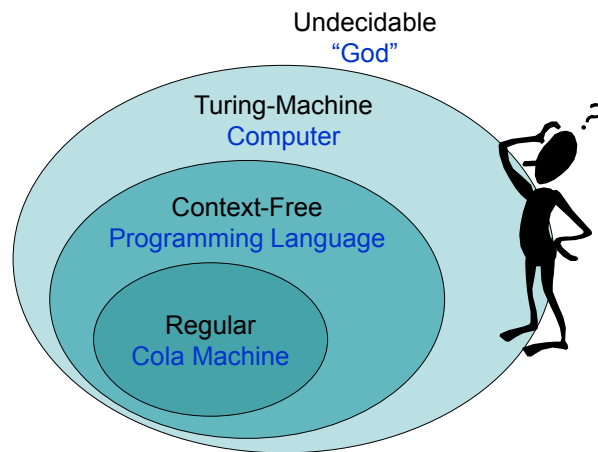 Undecidable
“God”
Turing-Machine
Computer
Context-Free
Programming Language
Regular
Cola Machine